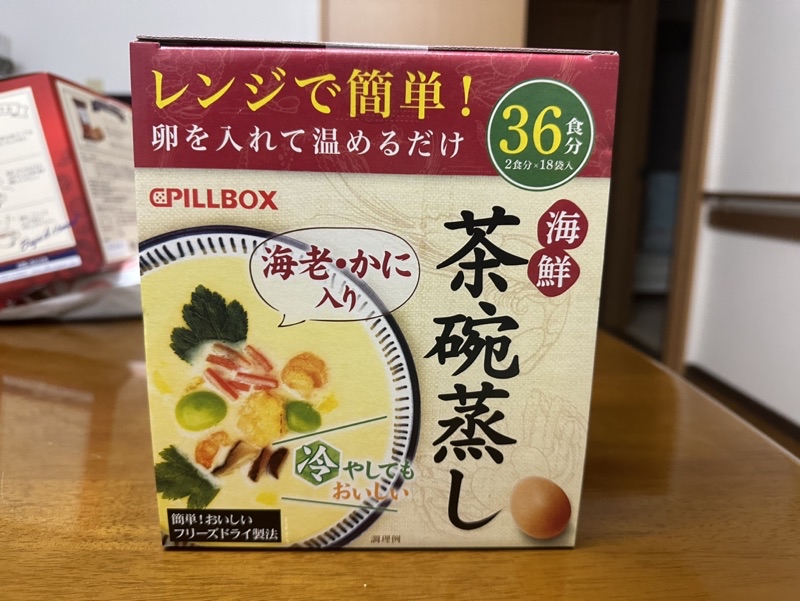 レンジで簡単!
卵を入れて温めるだけ
36食分
2食分×18袋入
PILLBOX
海鮮
茶碗蒸し
海老・かに
入り
冷やしても
おいしい
簡単!おいしい
フリーズドライ製法
調理例